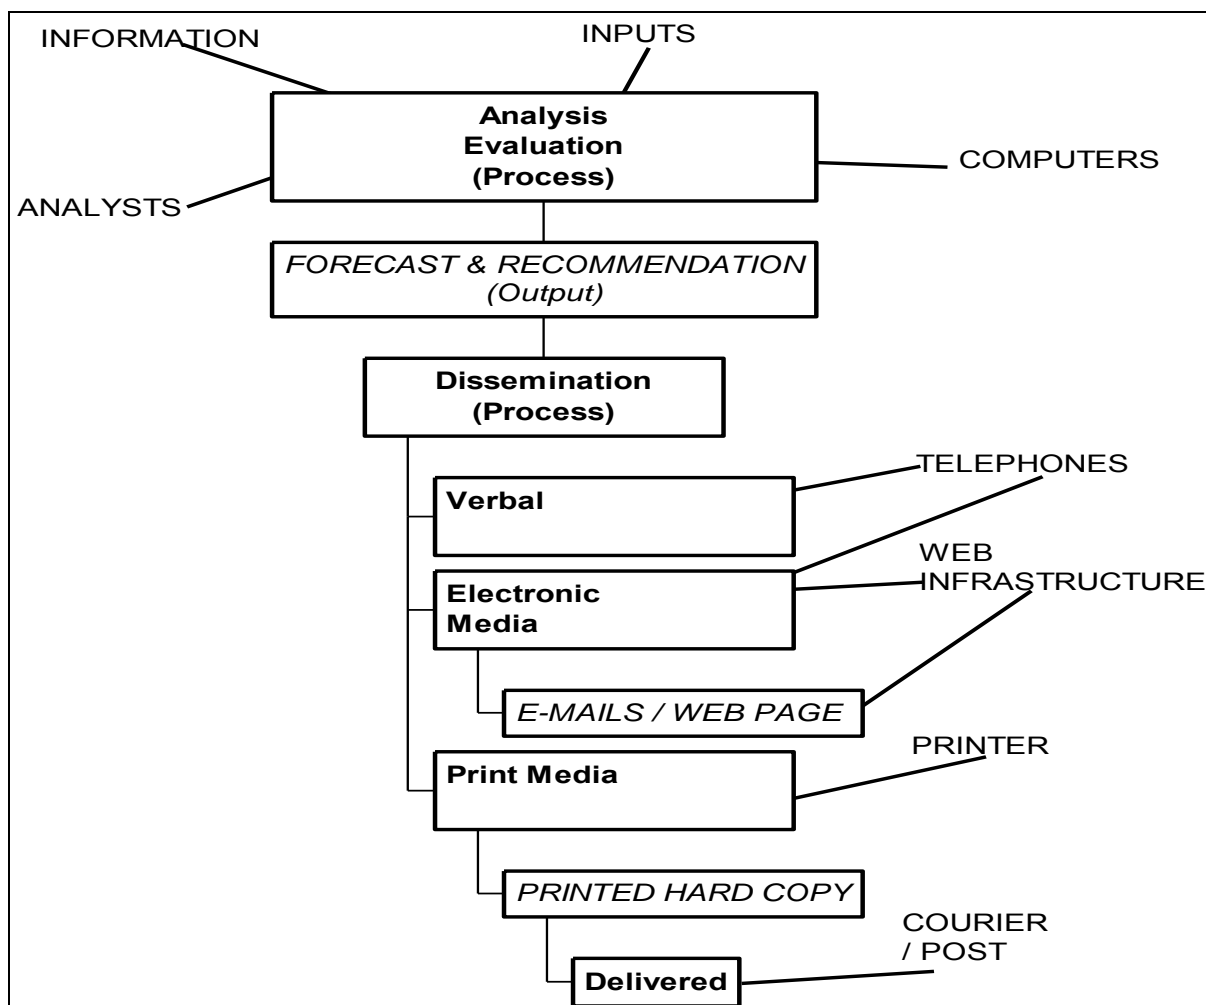 INFORMATION
INPUTS
Analysis
Evaluation
(Process)
COMPUTERS
ANALYSTS
FORECAST & RECOMMENDATION
(Output)
Dissemination
(Process)
TELEPHONES
Verbal
WEB
INFRASTRUCTURE
Electronic
Media
E-MAILS / WEB PAGE
PRINTER
Print Media
PRINTED HARD COPY
COURIER
/ POST
Delivered